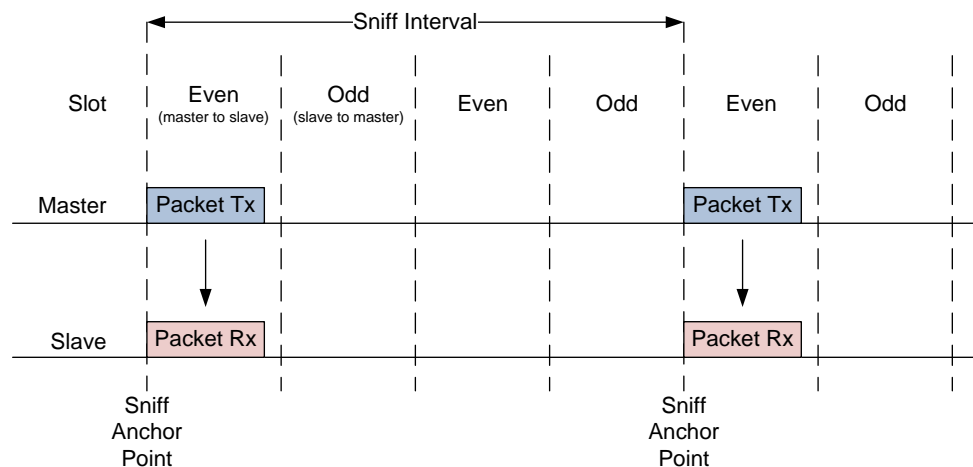 Sniff Interval
Slot
Even
(master to slave)
Odd
(slave to master)
Even
Odd
Even
Odd
Master
Packet Tx
Packet Tx
Slave
Packet Rx
Packet Rx
Sniff
Anchor
Point
Sniff
Anchor
Point